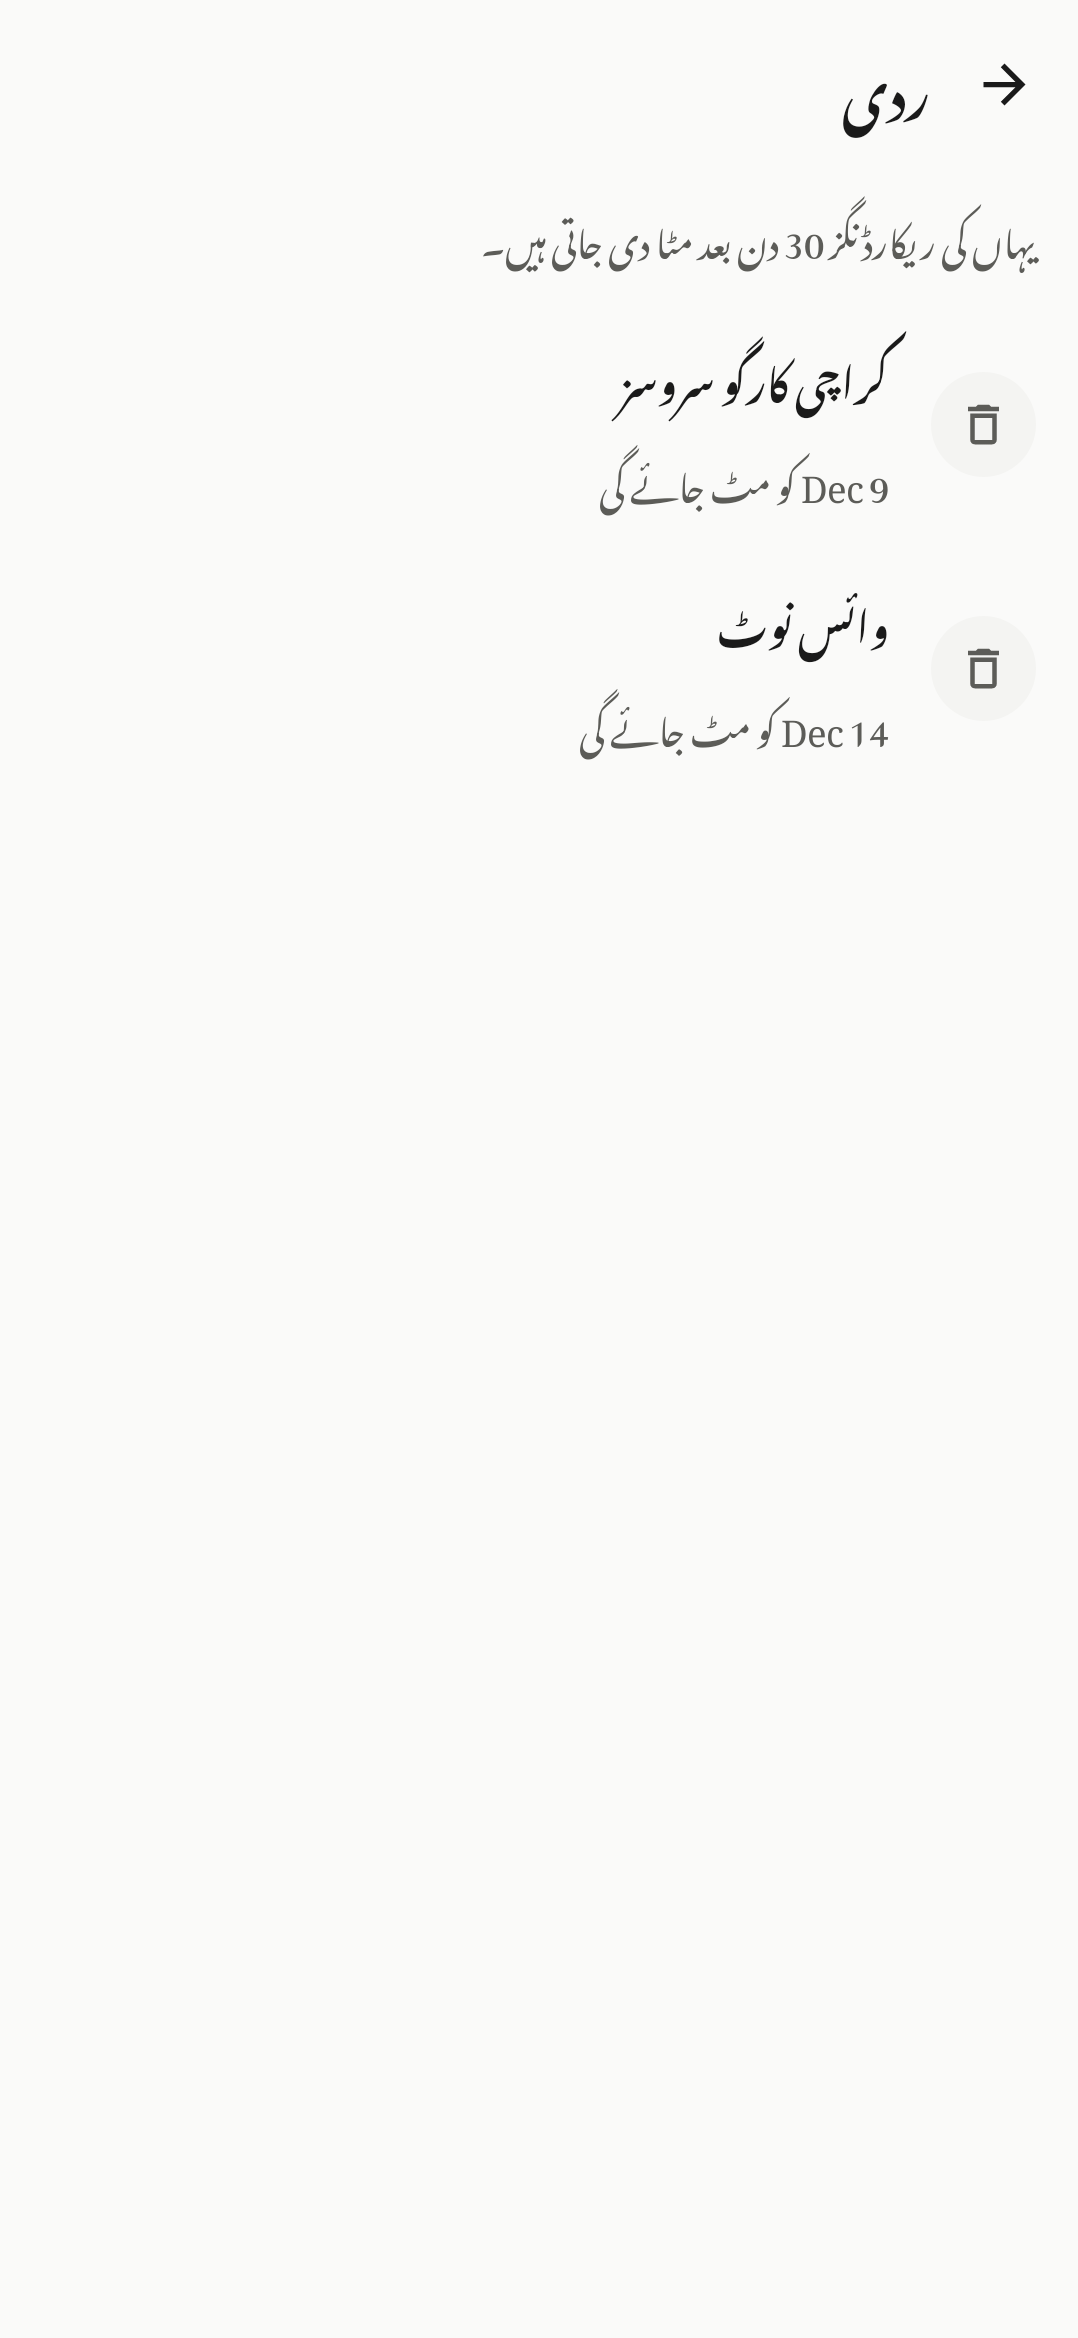 ردی
یہاں کی ریکارڈنگز 30 دن بعد مٹا دی جاتی ہیں۔
کراچی کارگو سروسز
9 Dec کو مٹ جائے گی
وائس نوٹ
14 Dec کو مٹ جائے گی